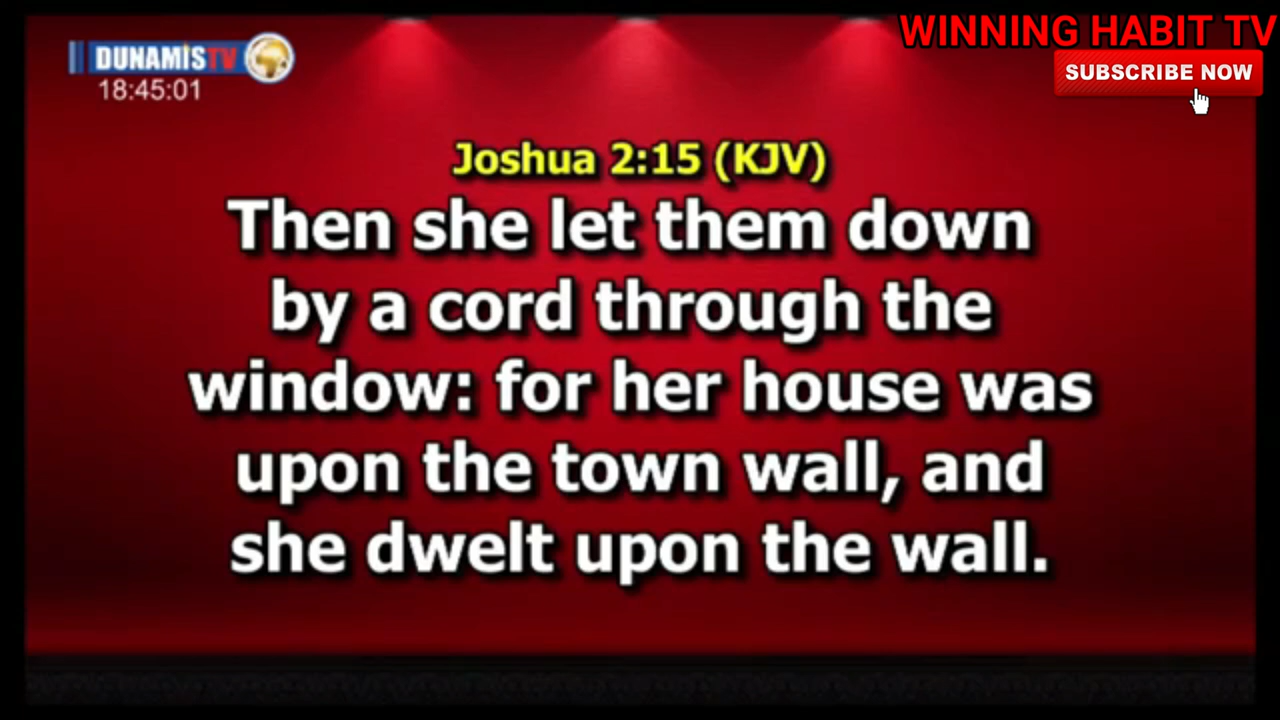 WINNING HABIT TV
DUNAMIS TV
SUBSCRIBE NOW
18:45:01
Joshua 2:15 (KJV)
Then she let them down
by a cord through the
window: for her house was
upon the town wall, and
she dwelt upon the wall.